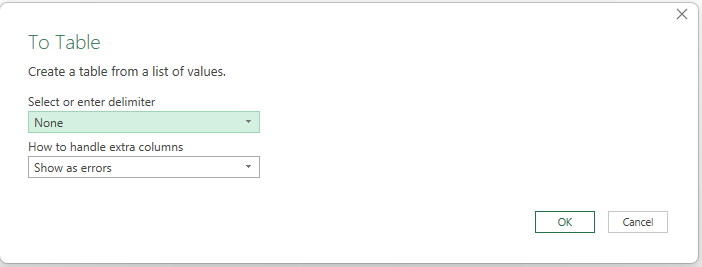 To Table
Create a table from a list of values.
Select or enter delimiter
None
How to handle extra columns
Show as errors
OK
Cancel